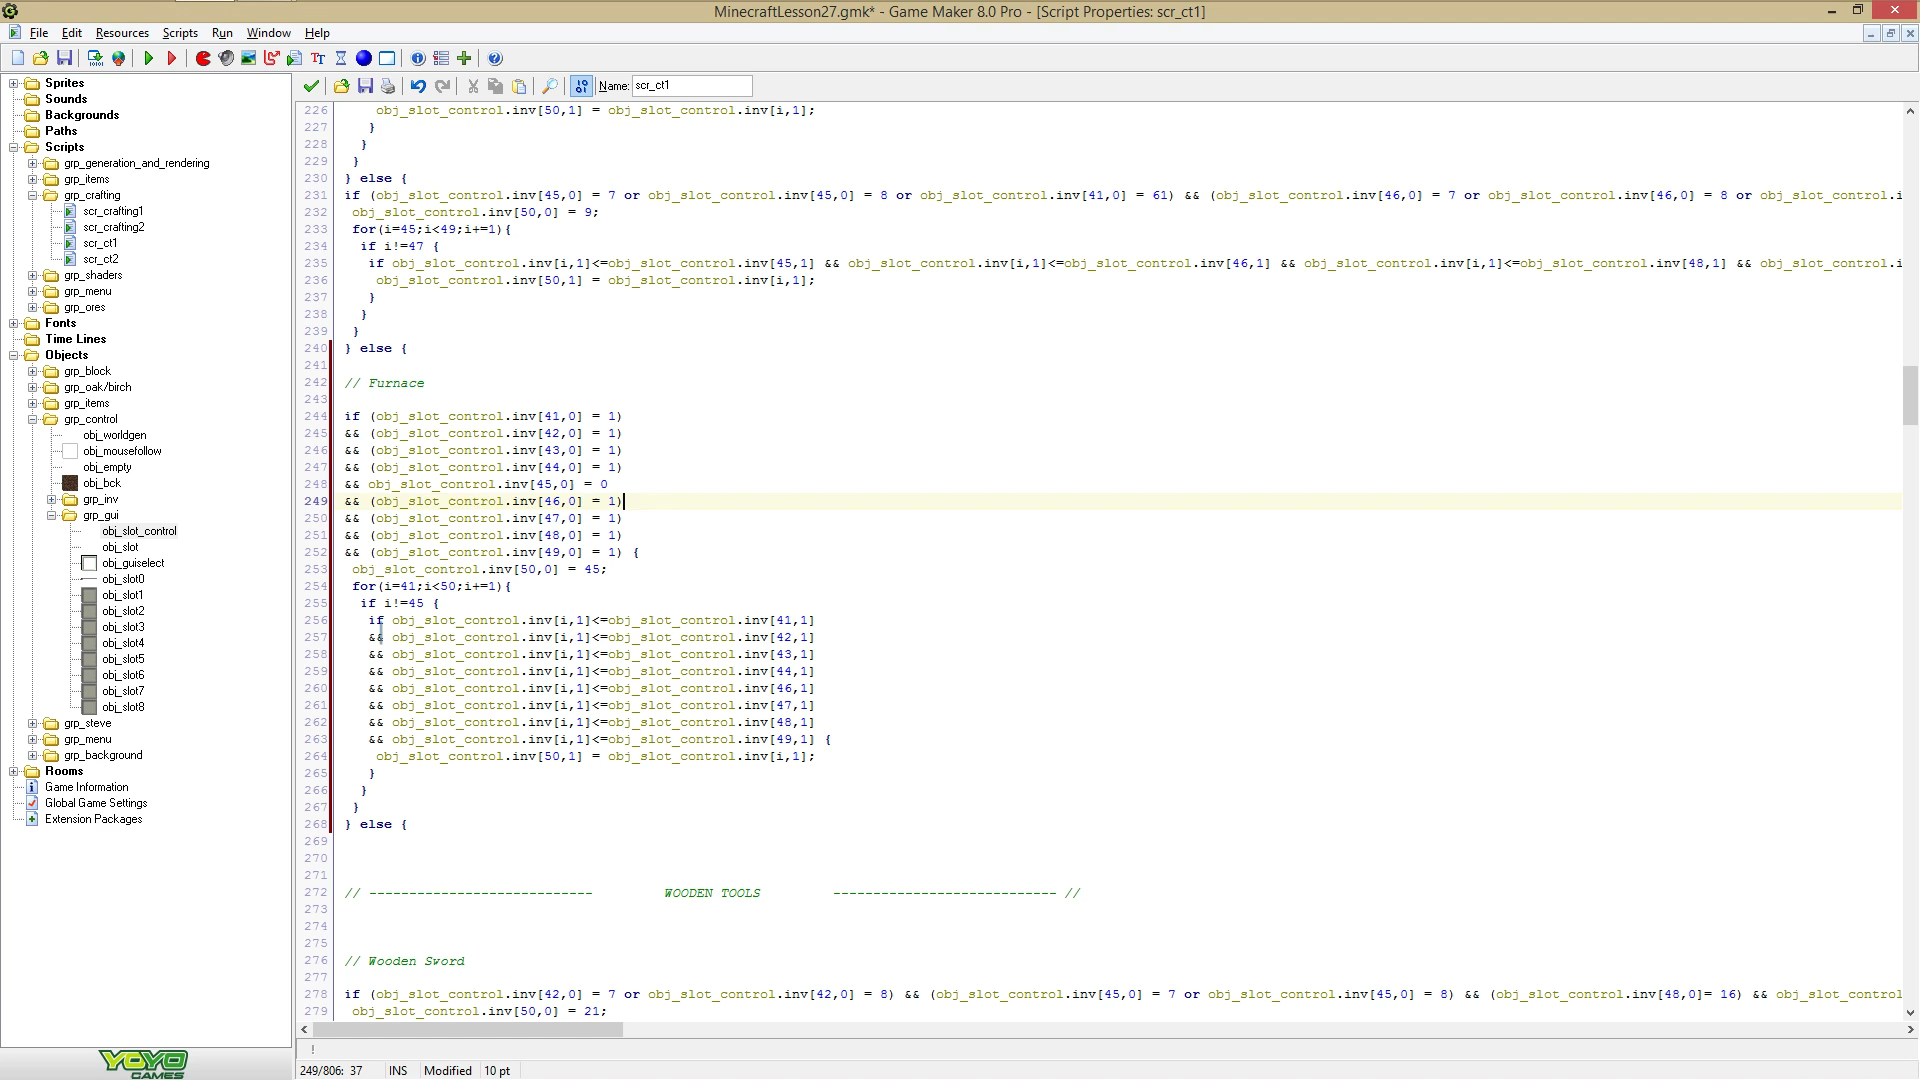 MinecraftLesson27.gmk* - Game Maker 8.0 Pro - [Script Properties: scr_ct1]
File Edit Resources Scripts Run Window Help
Name: scr_ct1
Sprites
Sounds
Backgrounds
Paths
Scripts
grp_generation_and_rendering
grp_items
grp_crafting
scr_crafting1
scr_crafting2
scr_ct1
scr_ct2
grp_shaders
grp_menu
grp_ores
Fonts
Time Lines
Objects
grp_block
grp_oak/birch
grp_items
grp_control
obj_worldgen
obj_mousefollow
obj_empty
obj_bck
grp_inv
grp_gui
obj_slot_control
obj_slot
obj_guiselect
obj_slot0
obj_slot1
obj_slot2
obj_slot3
obj_slot4
obj_slot5
obj_slot6
obj_slot7
obj_slot8
grp_steve
grp_menu
grp_background
Rooms
Game Information
Global Game Settings
Extension Packages
YOYO GAMES
226 obj_slot_control.inv[50,1] = obj_slot_control.inv[i,1];
227 }
228 }
229 }
230 } else {
231 if (obj_slot_control.inv[45,0] = 7 or obj_slot_control.inv[45,0] = 8 or obj_slot_control.inv[41,0] = 61) && (obj_slot_control.inv[46,0] = 7 or obj_slot_control.inv[46,0] = 8 or obj_slot_control.i
232 obj_slot_control.inv[50,0] = 9;
233 for(i=45;i<49;i+=1){
234 if i!=47 {
235 if obj_slot_control.inv[i,1]<=obj_slot_control.inv[45,1] && obj_slot_control.inv[i,1]<=obj_slot_control.inv[46,1] && obj_slot_control.inv[i,1]<=obj_slot_control.inv[48,1] && obj_slot_control.i
236 obj_slot_control.inv[50,1] = obj_slot_control.inv[i,1];
237 }
238 }
239 }
240 } else {
241
242 // Furnace
243
244 if (obj_slot_control.inv[41,0] = 1)
245 && (obj_slot_control.inv[42,0] = 1)
246 && (obj_slot_control.inv[43,0] = 1)
247 && (obj_slot_control.inv[44,0] = 1)
248 && obj_slot_control.inv[45,0] = 0
249 && (obj_slot_control.inv[46,0] = 1)
250 && (obj_slot_control.inv[47,0] = 1)
251 && (obj_slot_control.inv[48,0] = 1)
252 && (obj_slot_control.inv[49,0] = 1) {
253 obj_slot_control.inv[50,0] = 45;
254 for(i=41;i<50;i+=1){
255 if i!=45 {
256 if obj_slot_control.inv[i,1]<=obj_slot_control.inv[41,1]
257 && obj_slot_control.inv[i,1]<=obj_slot_control.inv[42,1]
258 && obj_slot_control.inv[i,1]<=obj_slot_control.inv[43,1]
259 && obj_slot_control.inv[i,1]<=obj_slot_control.inv[44,1]
260 && obj_slot_control.inv[i,1]<=obj_slot_control.inv[46,1]
261 && obj_slot_control.inv[i,1]<=obj_slot_control.inv[47,1]
262 && obj_slot_control.inv[i,1]<=obj_slot_control.inv[48,1]
263 && obj_slot_control.inv[i,1]<=obj_slot_control.inv[49,1] {
264 obj_slot_control.inv[50,1] = obj_slot_control.inv[i,1];
265 }
266 }
267 }
268 } else {
269
270
271
272 // ---------------------------- WOODEN TOOLS ---------------------------- //
273
274
275
276 // Wooden Sword
277
278 if (obj_slot_control.inv[42,0] = 7 or obj_slot_control.inv[42,0] = 8) && (obj_slot_control.inv[45,0] = 7 or obj_slot_control.inv[45,0] = 8) && (obj_slot_control.inv[48,0]= 16) && obj_slot_control
279 obj_slot_control.inv[50,0] = 21;
!
249/806: 37 INS Modified 10 pt